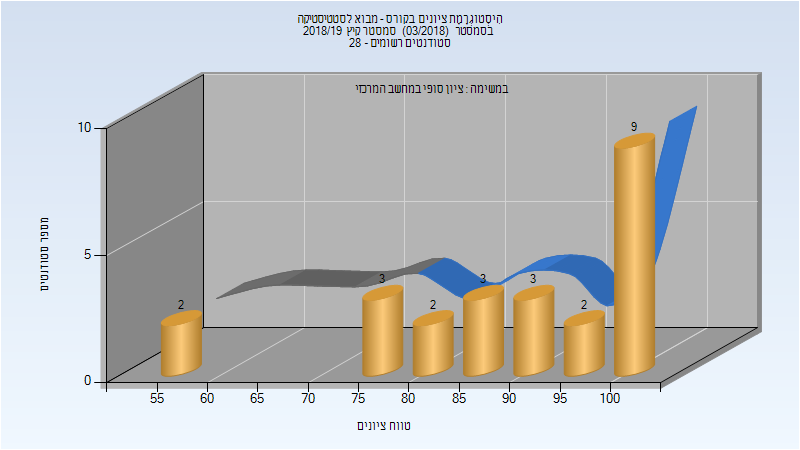 היסטוגרמת ציונים בקורס - מבוא לסטטיסטיקה
בסמסטר (03/2018) סמסטר קיץ 2018/19
סטודנטים רשומים - 28
במשימה : ציון סופי במחשב המרכזי
מספר סטודנטים
10
5
0
2
3
2
3
3
2
9
55 60 65 70 75 80 85 90 95 100
טווח ציונים